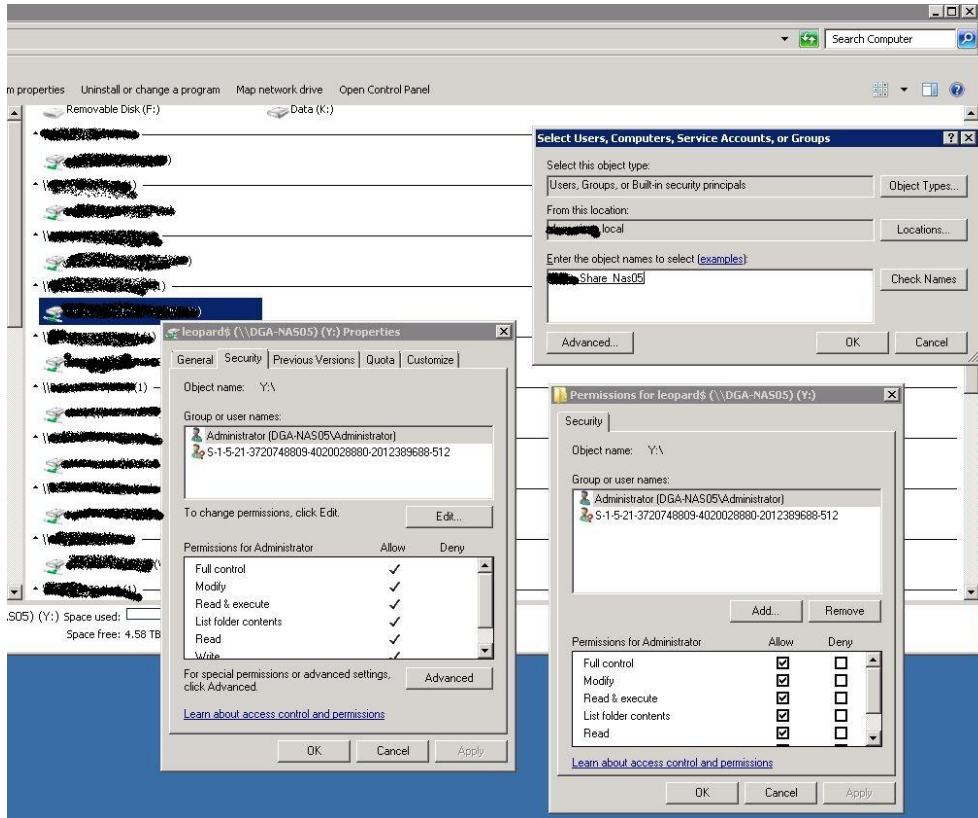 Search Computer
m properties Uninstall or change a program Map network drive Open Control Panel
Removable Disk (F:) Data (K:)
)
)
(1)
(1)
SO5) (Y:) Space used:
Space free: 4.58 TB
leopard$ (\\DGA-NAS05) (Y:) Properties
General Security Previous Versions Quota Customize
Object name: Y:\
Group or user names:
Administrator (DGA-NAS05\Administrator)
S-1-5-21-3720748809-4020028880-2012389688-512
To change permissions, click Edit.
Edit...
Permissions for Administrator Allow Deny
Full control
Modify
Read & execute
List folder contents
Read
Write
For special permissions or advanced settings, click Advanced.
Advanced
Learn about access control and permissions
OK Cancel Apply
Select Users, Computers, Service Accounts, or Groups
Select this object type:
Users, Groups, or Built-in security principals
Object Types...
From this location:
.local
Locations...
Enter the object names to select (examples):
Share_Nas05
Check Names
Advanced...
OK Cancel
Permissions for leopard$ (\\DGA-NAS05) (Y:)
Security
Object name: Y:\
Group or user names:
Administrator (DGA-NAS05\Administrator)
S-1-5-21-3720748809-4020028880-2012389688-512
Add... Remove
Permissions for Administrator Allow Deny
Full control
Modify
Read & execute
List folder contents
Read
Learn about access control and permissions
OK Cancel Apply